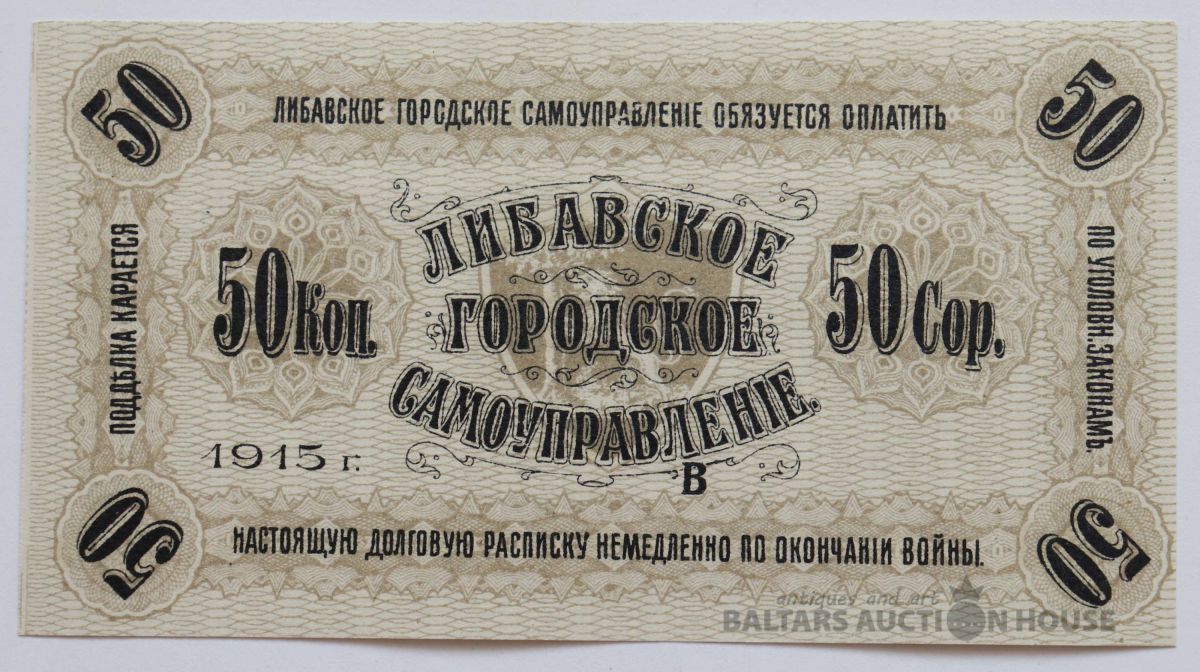 50
50
ЛИБАВСКОЕ ГОРОДСКОЕ САМОУПРАВЛЕНІЕ ОБЯЗУЕТСЯ ОПЛАТИТЬ
ПОДДѢЛКА КАРАЕТСЯ
50 Коп.
ЛИБАВСКОЕ
ГОРОДСКОЕ
САМОУПРАВЛЕНІЕ.
50 Сор.
ПО УГОЛОВН. ЗАКОНАМЪ.
1915 г.
В
НАСТОЯЩУЮ ДОЛГОВУЮ РАСПИСКУ НЕМЕДЛЕННО ПО ОКОНЧАНІИ ВОЙНЫ.
50
50
antiques and art
BALTARS AUCTION HOUSE